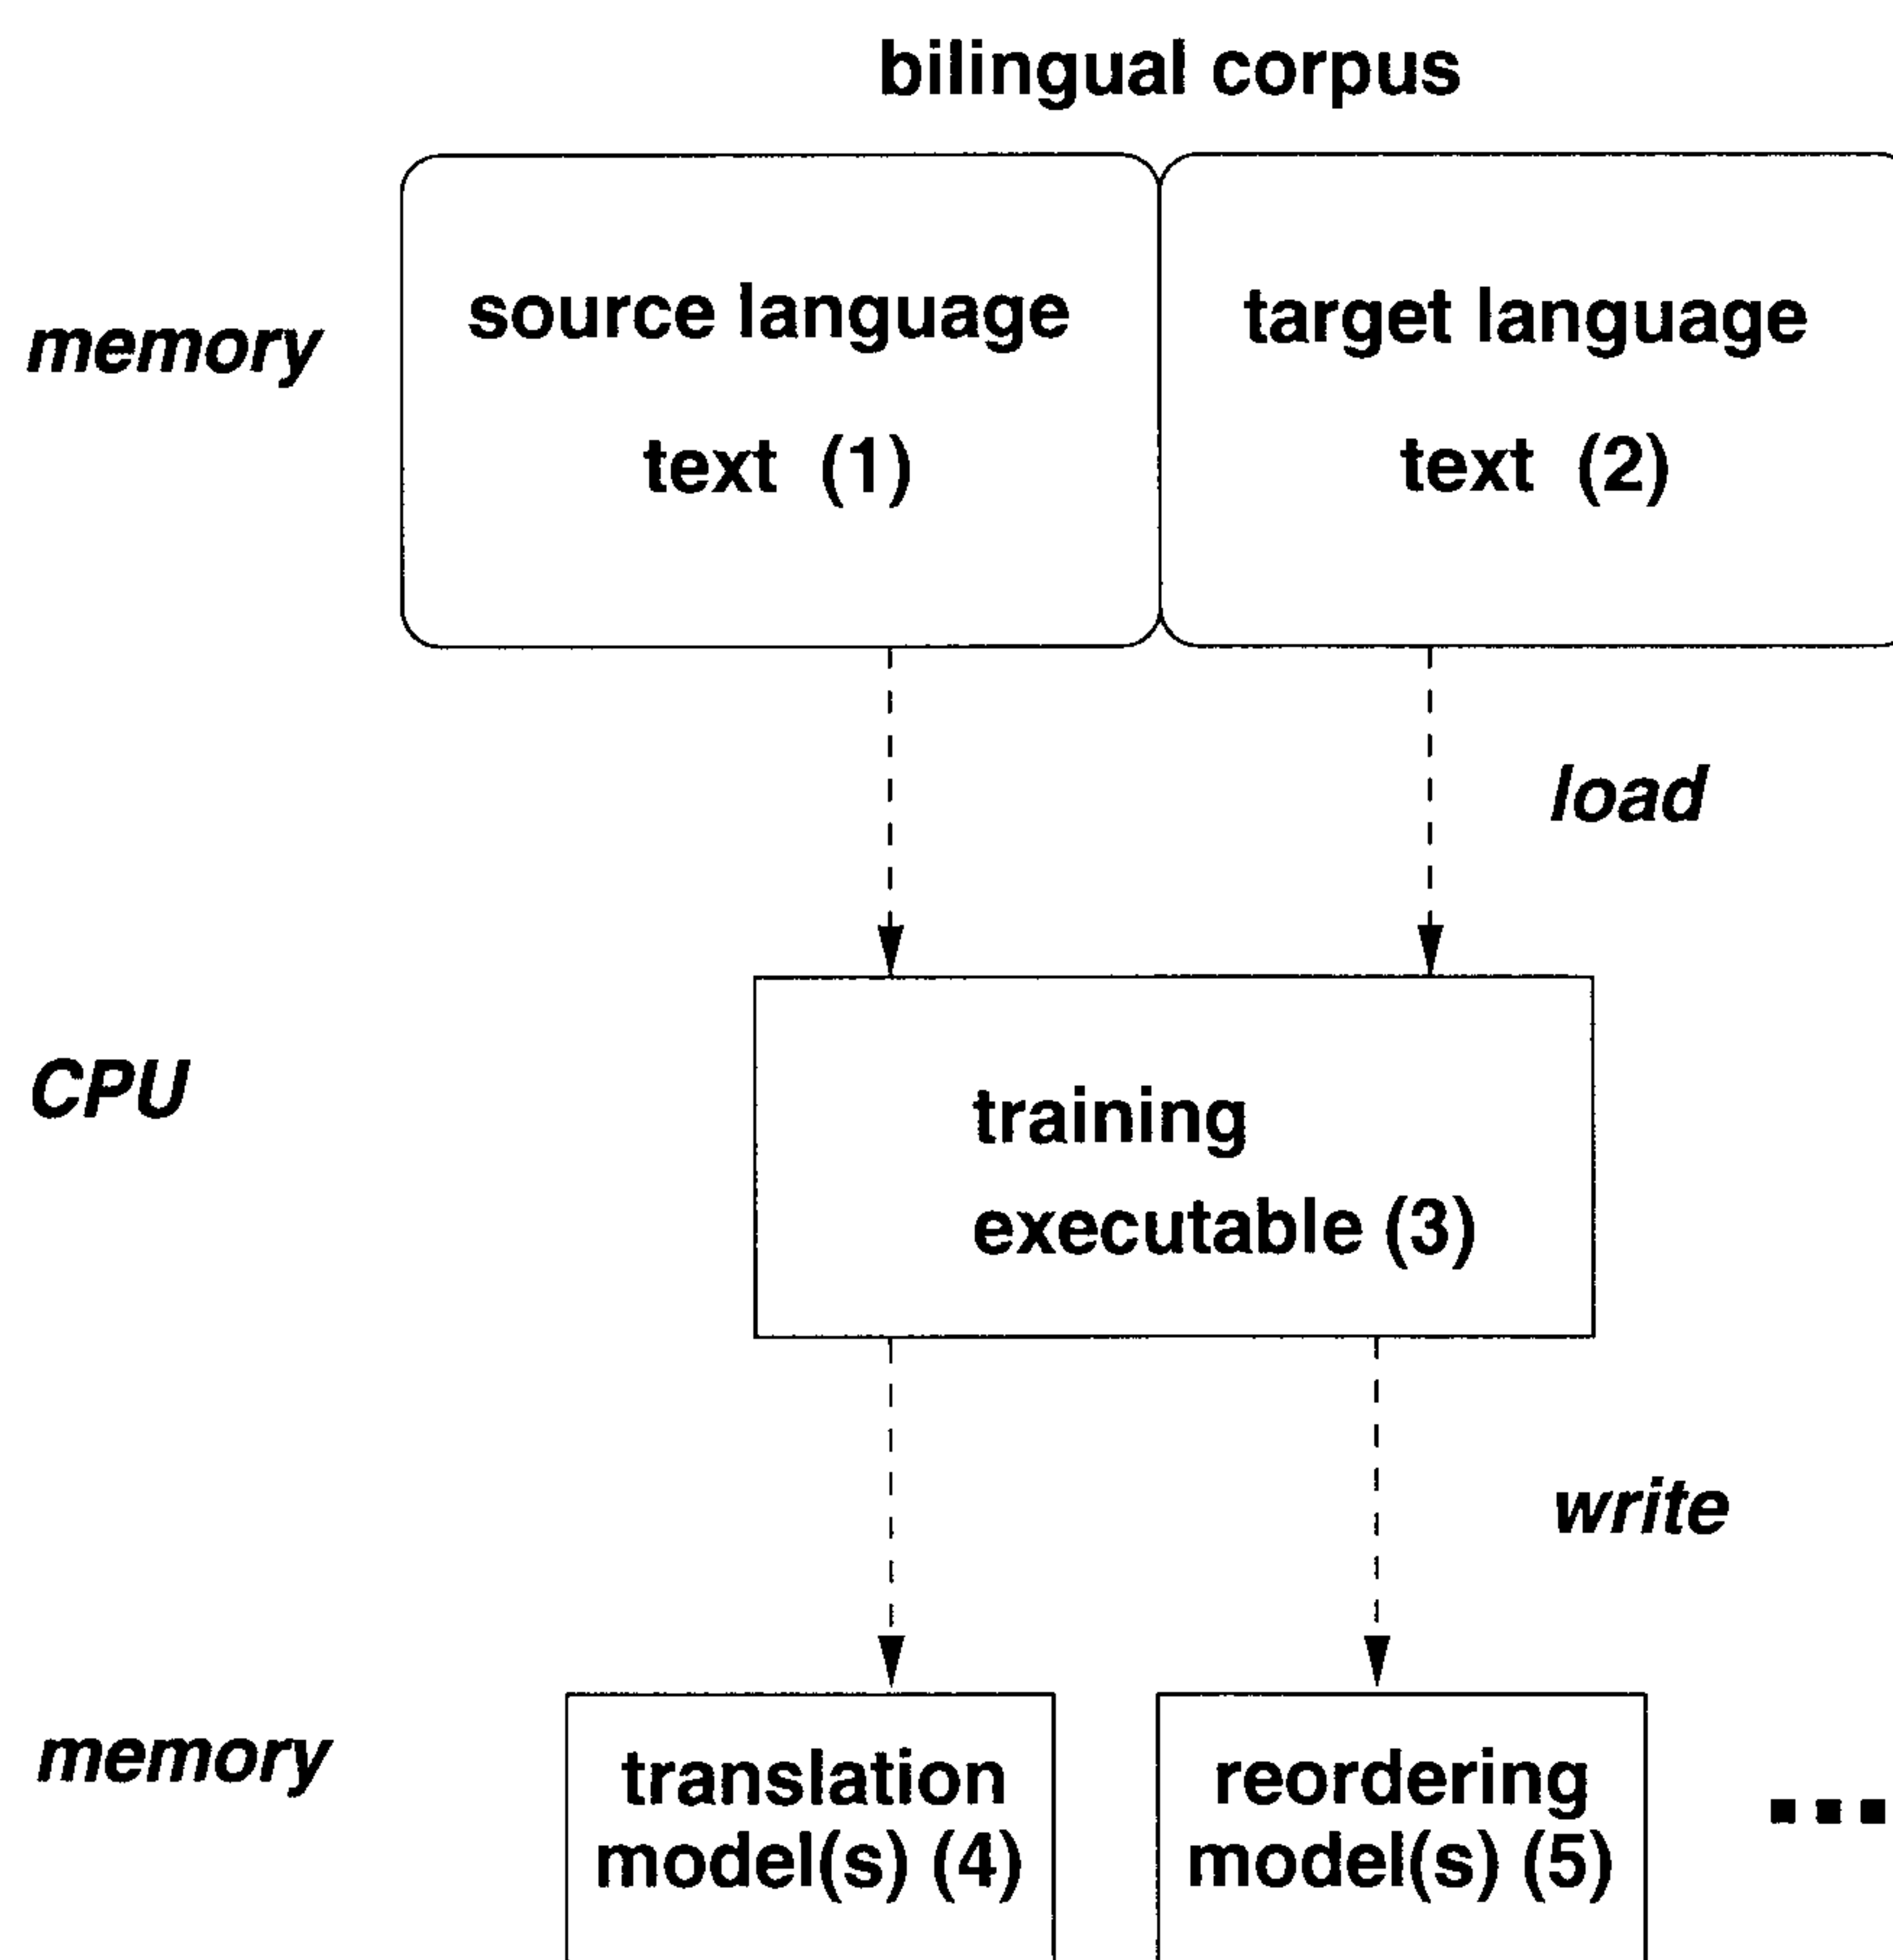 bilingual corpus
source language
text (1)
target language
text (2)
memory
load
CPU
training
executable (3)
write
memory
translation
model(s) (4)
reordering
model(s) (5)
...